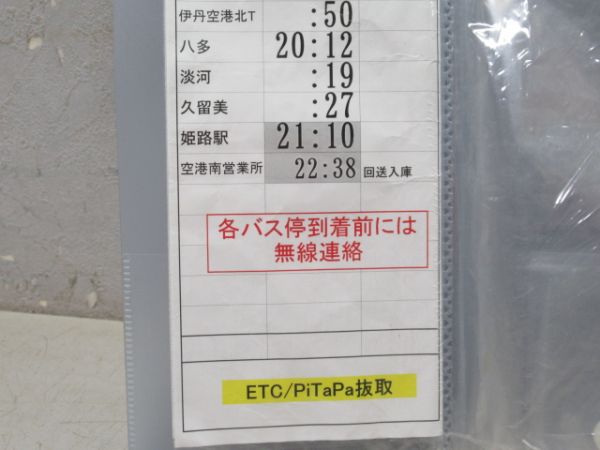 伊丹空港北T :50
八多 20:12
淡河 :19
久留美 :27
姫路駅 21:10
空港南営業所 22:38 回送入庫
各バス停到着前には
無線連絡
ETC/PiTaPa抜取